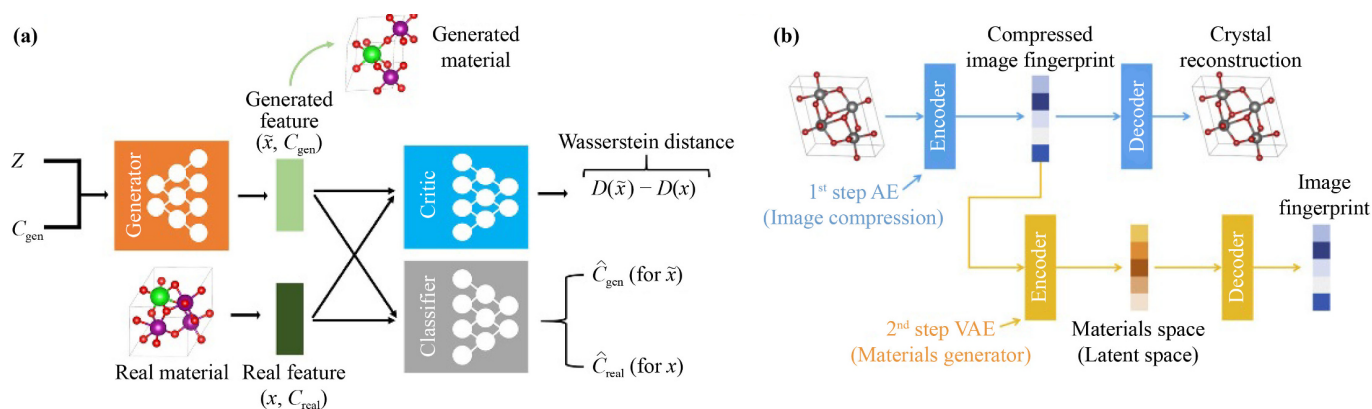 (a)
Generated
material
Generated
feature
(x̃, C_gen)
Z
C_gen
Generator
Critic
Wasserstein distance
D(x̃) − D(x)
Classifier
Ĉ_gen (for x̃)
Ĉ_real (for x)
Real material
Real feature
(x, C_real)
(b)
Compressed
image fingerprint
Crystal
reconstruction
Encoder
Decoder
1st step AE
(Image compression)
Image
fingerprint
Encoder
Decoder
2nd step VAE
(Materials generator)
Materials space
(Latent space)